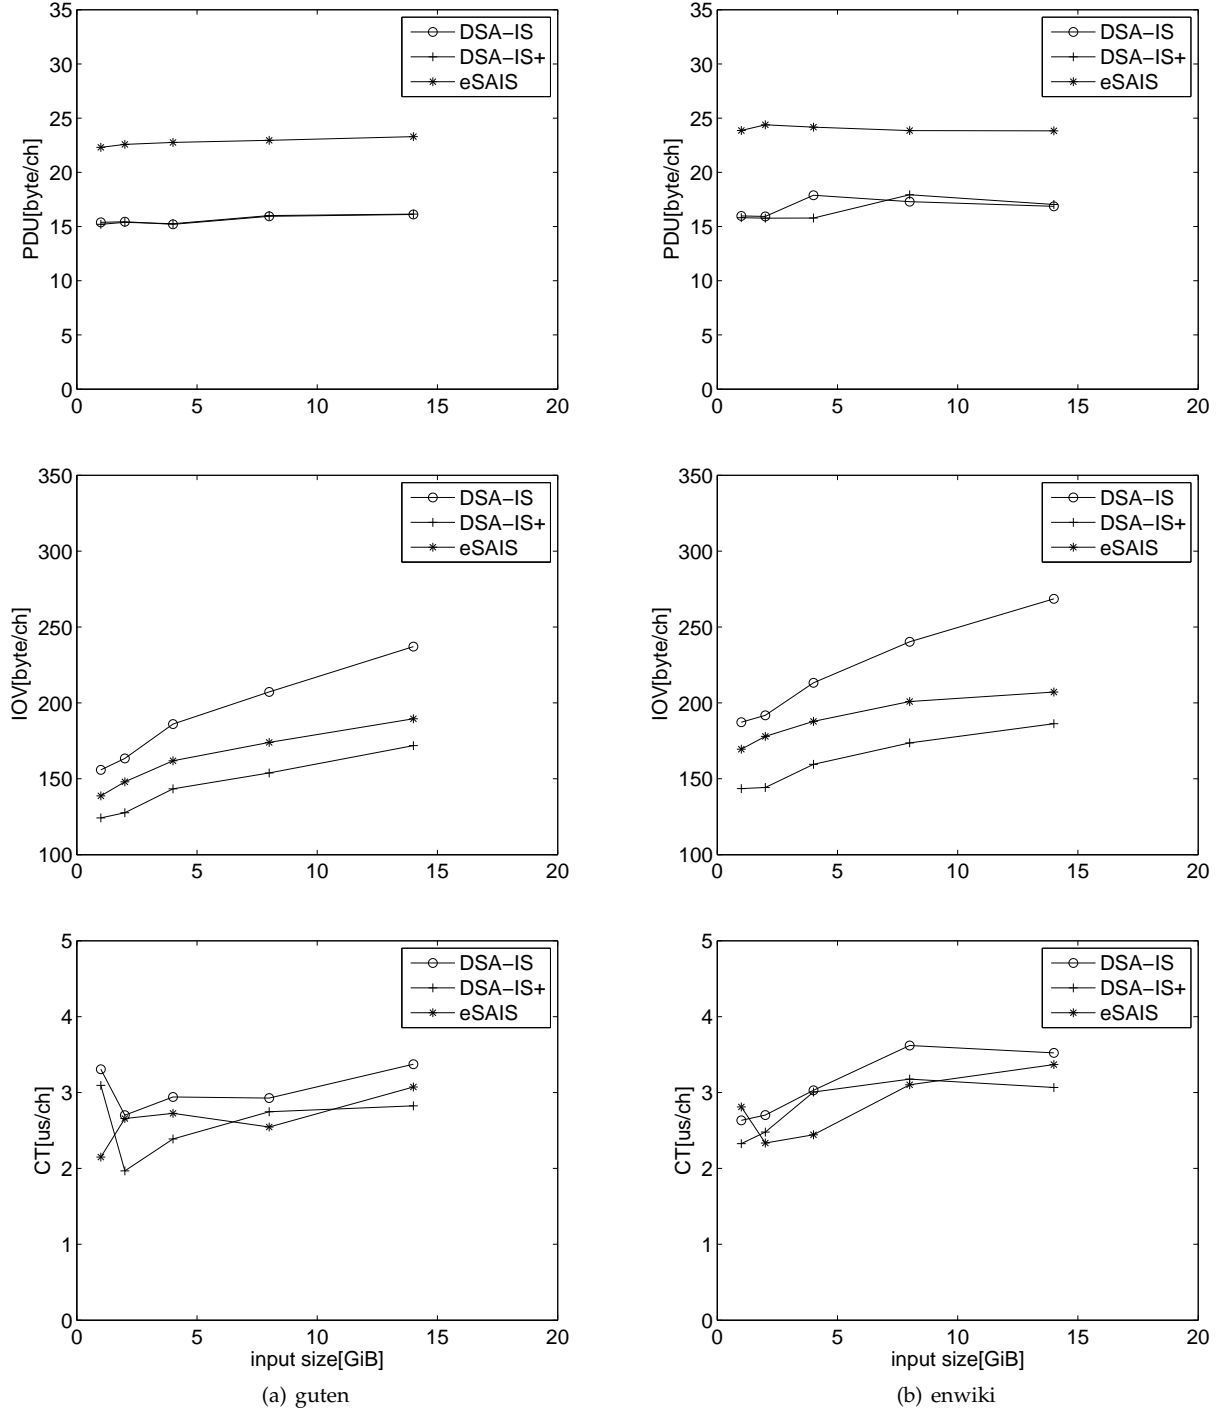 35
30
25
20
15
10
5
0
PDU[byte/ch]
0 5 10 15 20
DSA−IS
DSA−IS+
eSAIS
35
30
25
20
15
10
5
0
PDU[byte/ch]
0 5 10 15 20
DSA−IS
DSA−IS+
eSAIS
350
300
250
200
150
100
IOV[byte/ch]
0 5 10 15 20
DSA−IS
DSA−IS+
eSAIS
350
300
250
200
150
100
IOV[byte/ch]
0 5 10 15 20
DSA−IS
DSA−IS+
eSAIS
5
4
3
2
1
0
CT[us/ch]
0 5 10 15 20
input size[GiB]
DSA−IS
DSA−IS+
eSAIS
(a) guten
5
4
3
2
1
0
CT[us/ch]
0 5 10 15 20
input size[GiB]
DSA−IS
DSA−IS+
eSAIS
(b) enwiki